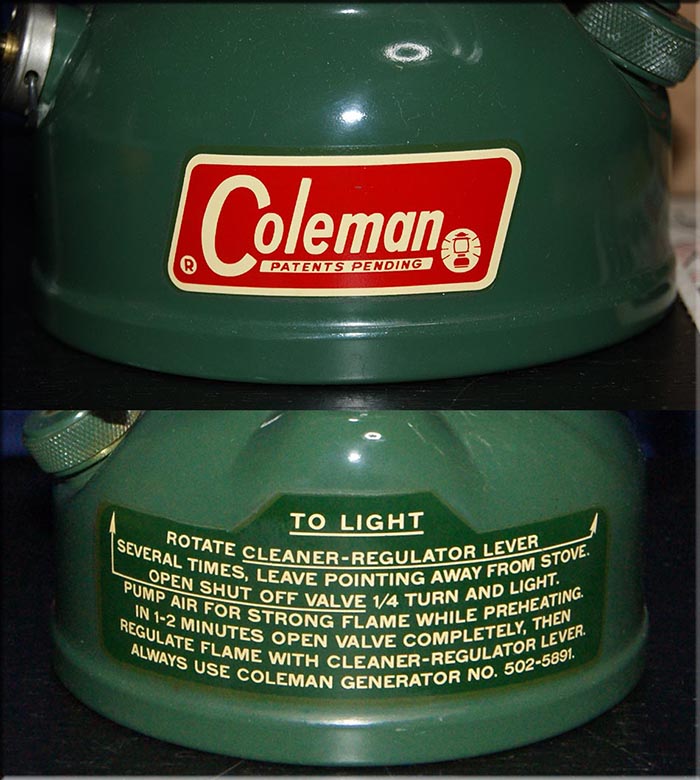 Coleman
® PATENTS PENDING
TO LIGHT
ROTATE CLEANER-REGULATOR LEVER
SEVERAL TIMES, LEAVE POINTING AWAY FROM STOVE.
OPEN SHUT OFF VALVE 1/4 TURN AND LIGHT.
PUMP AIR FOR STRONG FLAME WHILE PREHEATING.
IN 1-2 MINUTES OPEN VALVE COMPLETELY, THEN
REGULATE FLAME WITH CLEANER-REGULATOR LEVER.
ALWAYS USE COLEMAN GENERATOR NO. 502-5891.